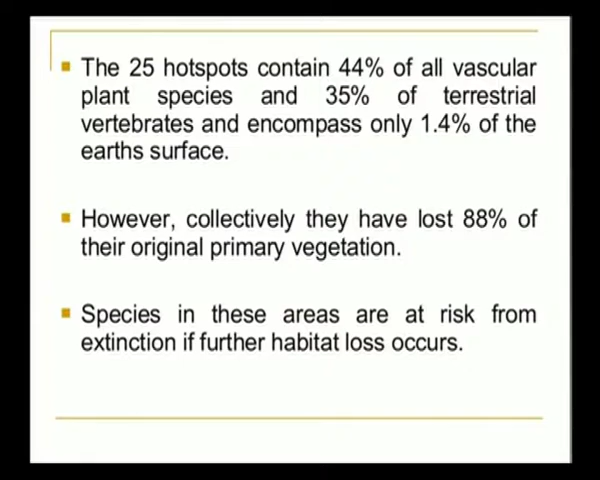 The 25 hotspots contain 44% of all vascular
plant species and 35% of terrestrial
vertebrates and encompass only 1.4% of the
earths surface.
However, collectively they have lost 88% of
their original primary vegetation.
Species in these areas are at risk from
extinction if further habitat loss occurs.